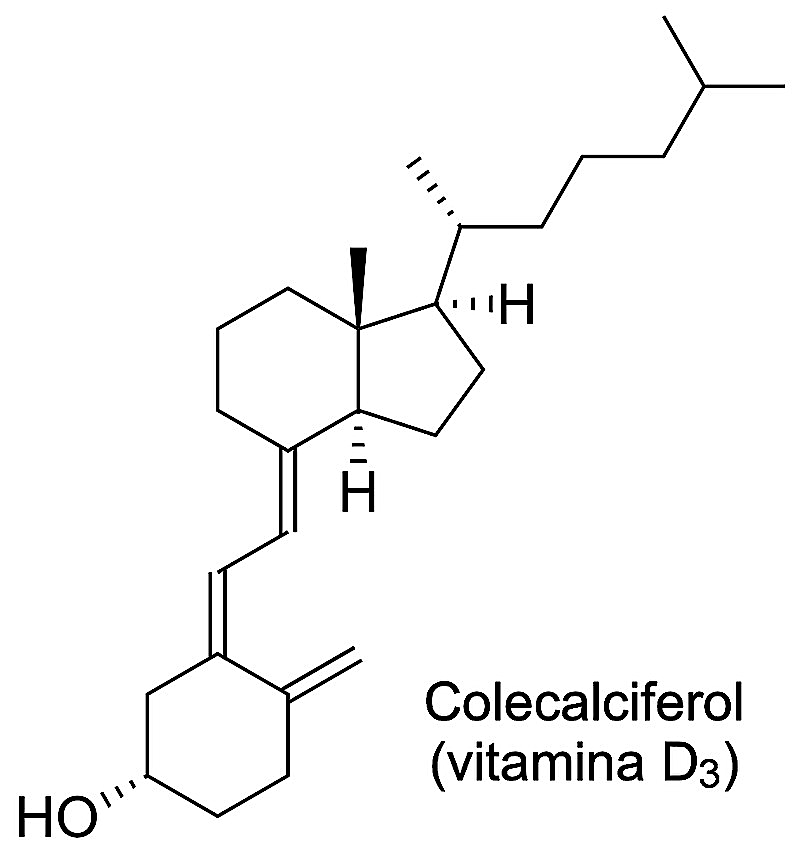 H
H
HO
Colecalciferol
(vitamina D₃)